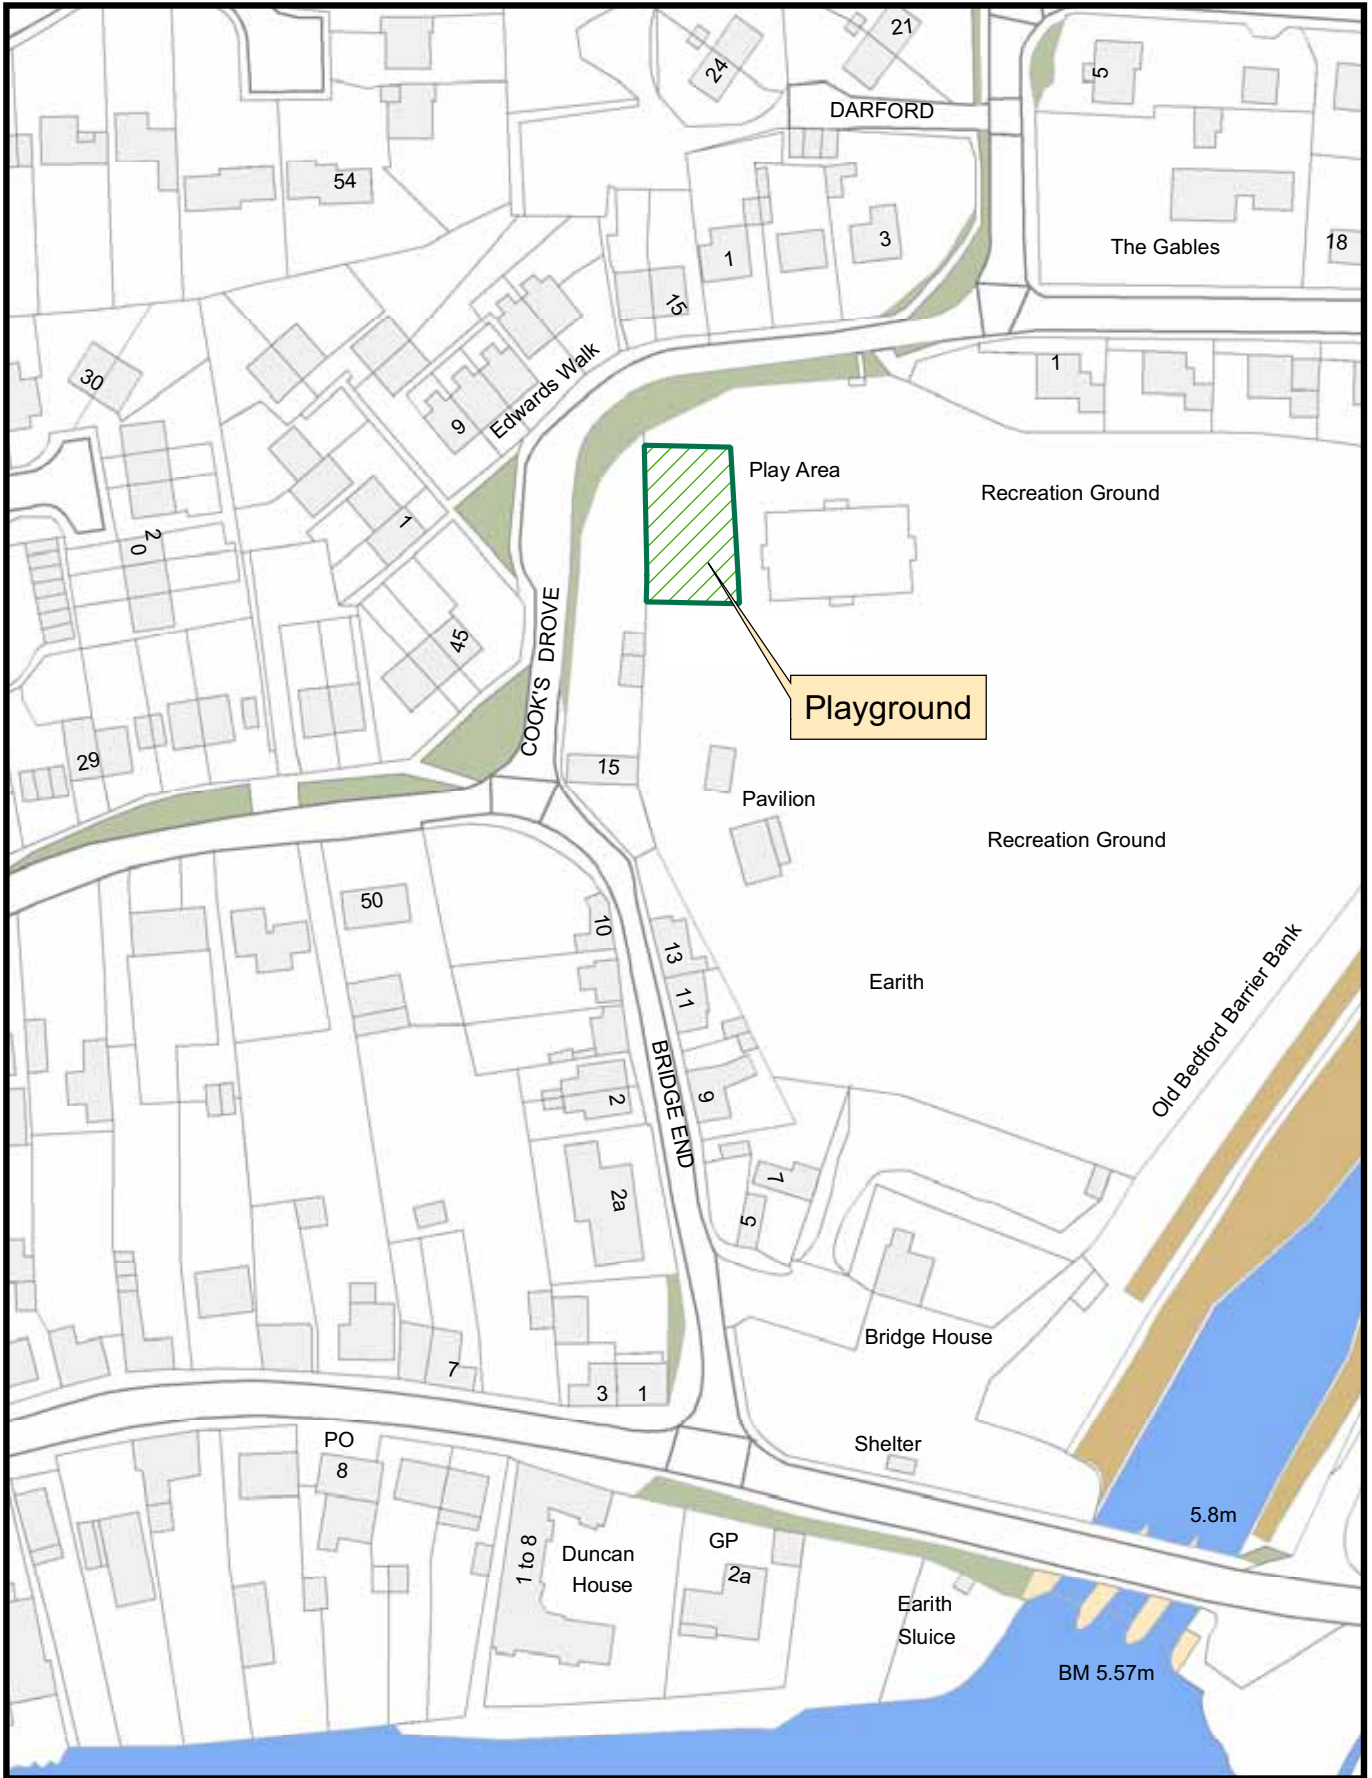 21
24
5
DARFORD
54
The Gables
18
3
1
15
1
30
Edwards Walk
9
Play Area
Recreation Ground
1
20
COOK'S DROVE
45
Playground
29
15
Pavilion
Recreation Ground
50
10
13
Earith
11
Old Bedford Barrier Bank
BRIDGE END
2
9
7
2a
5
Bridge House
7
3
1
PO
8
Shelter
5.8m
1 to 8
Duncan
House
GP
2a
Earith
Sluice
BM 5.57m